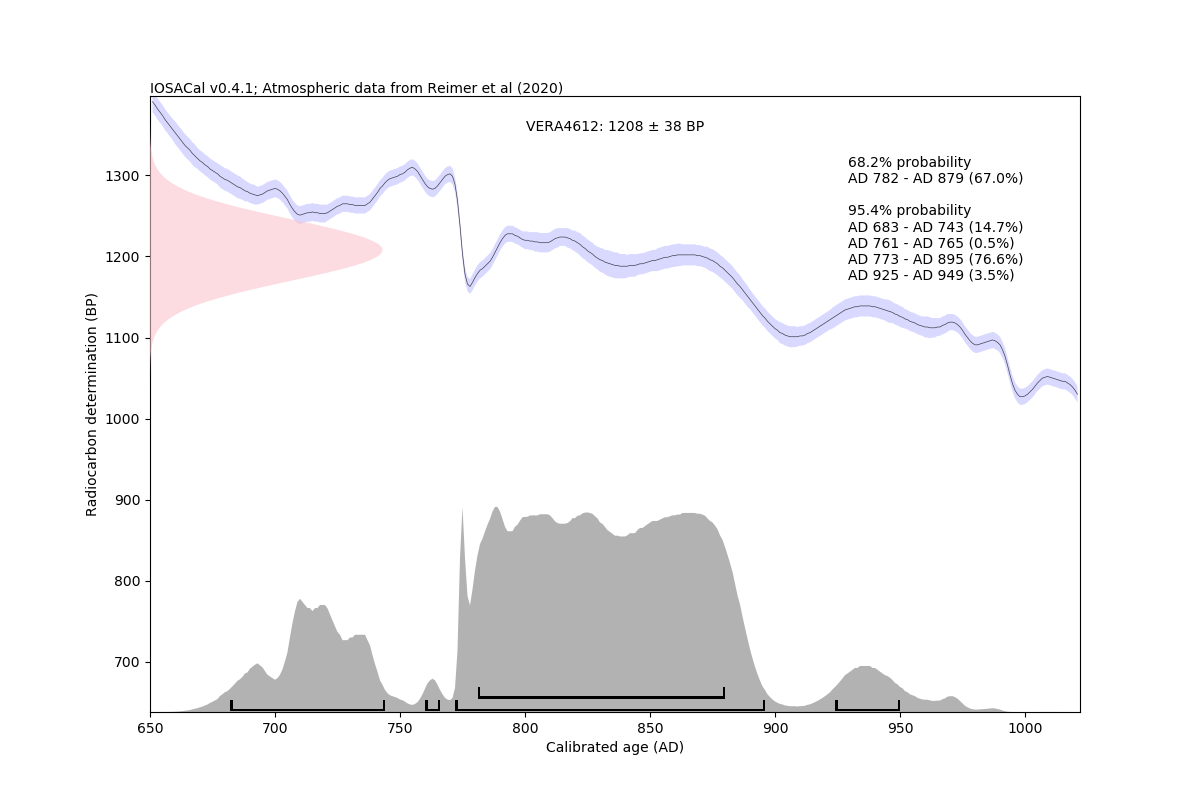 IOSACal v0.4.1; Atmospheric data from Reimer et al (2020)
VERA4612: 1208 ± 38 BP
68.2% probability
AD 782 - AD 879 (67.0%)
95.4% probability
AD 683 - AD 743 (14.7%)
AD 761 - AD 765 (0.5%)
AD 773 - AD 895 (76.6%)
AD 925 - AD 949 (3.5%)
Radiocarbon determination (BP)
1300
1200
1100
1000
900
800
700
650 700 750 800 850 900 950 1000
Calibrated age (AD)